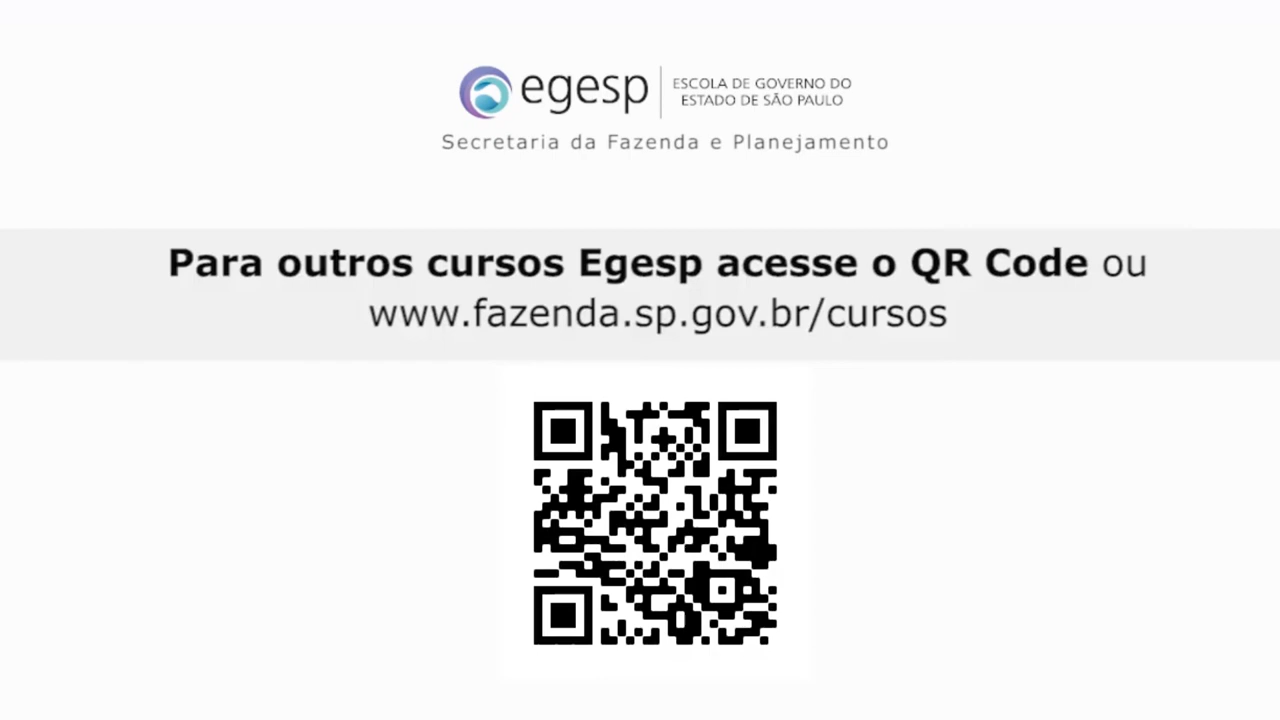 egesp
ESCOLA DE GOVERNO DO
ESTADO DE SÃO PAULO
Secretaria da Fazenda e Planejamento
Para outros cursos Egesp acesse o QR Code ou
www.fazenda.sp.gov.br/cursos